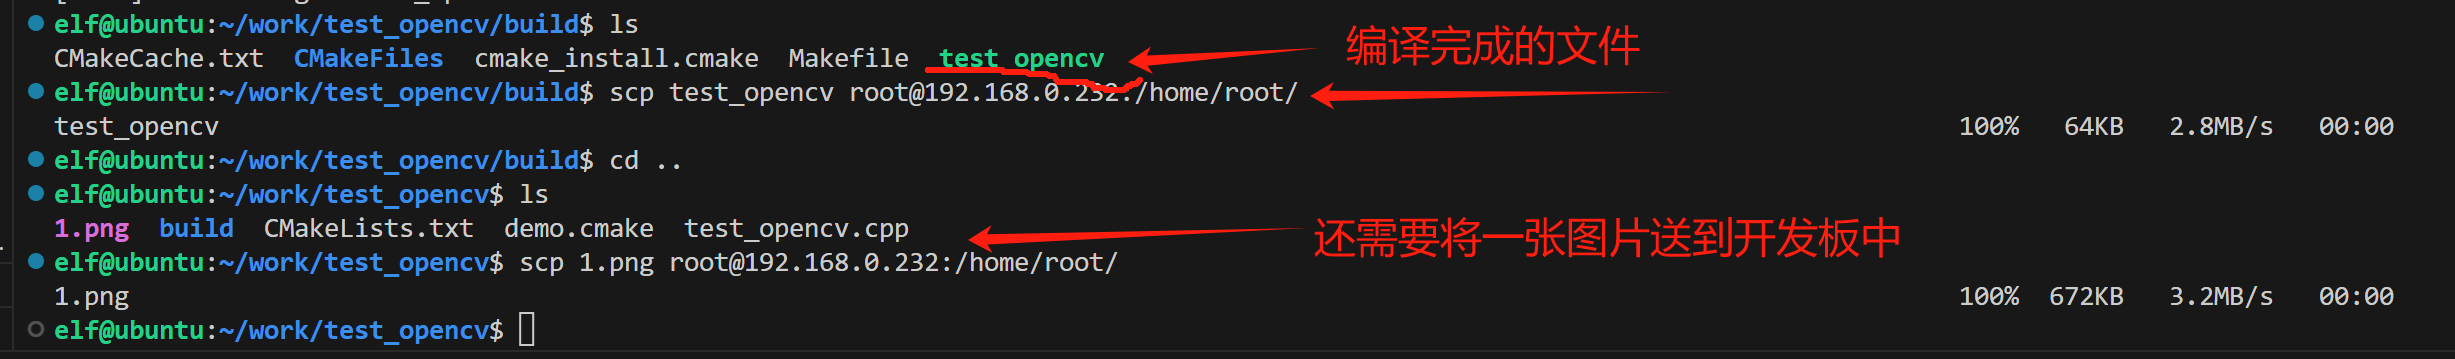 elf@ubuntu:~/work/test_opencv/build$ ls
CMakeCache.txt  CMakeFiles  cmake_install.cmake  Makefile  test_opencv
编译完成的文件
elf@ubuntu:~/work/test_opencv/build$ scp test_opencv root@192.168.0.232:/home/root/
test_opencv 100% 64KB 2.8MB/s 00:00
elf@ubuntu:~/work/test_opencv/build$ cd ..
elf@ubuntu:~/work/test_opencv$ ls
1.png  build  CMakeLists.txt  demo.cmake  test_opencv.cpp
还需要将一张图片送到开发板中
elf@ubuntu:~/work/test_opencv$ scp 1.png root@192.168.0.232:/home/root/
1.png 100% 672KB 3.2MB/s 00:00
elf@ubuntu:~/work/test_opencv$